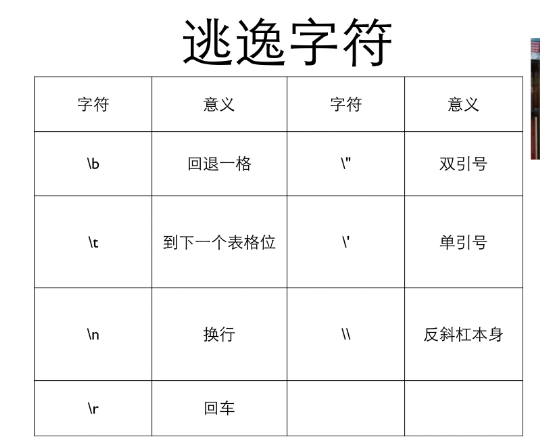 逃逸字符
字符 意义 字符 意义
\b 回退一格 \" 双引号
\t 到下一个表格位 \' 单引号
\n 换行 \\ 反斜杠本身
\r 回车